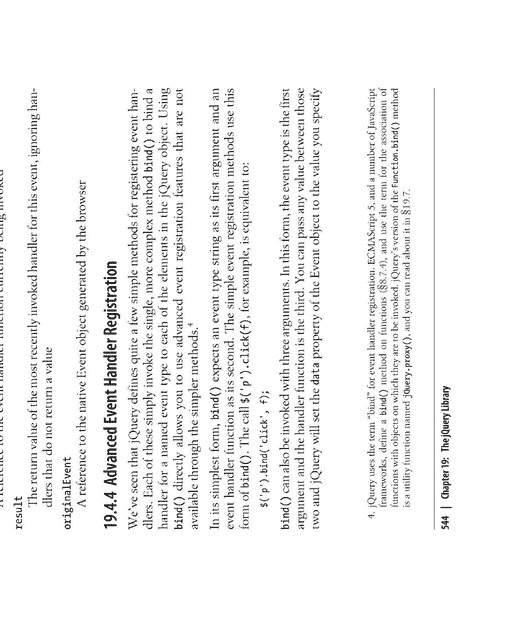 result
The return value of the most recently invoked handler for this event, ignoring han-
dlers that do not return a value
originalEvent
A reference to the native Event object generated by the browser
19.4.4 Advanced Event Handler Registration
We've seen that jQuery defines quite a few simple methods for registering event han-
dlers. Each of these simply invoke the single, more complex method bind() to bind a
handler for a named event type to each of the elements in the jQuery object. Using
bind() directly allows you to use advanced event registration features that are not
available through the simpler methods.4
In its simplest form, bind() expects an event type string as its first argument and an
event handler function as its second. The simple event registration methods use this
form of bind(). The call $('p').click(f), for example, is equivalent to:
$('p').bind('click', f);
bind() can also be invoked with three arguments. In this form, the event type is the first
argument and the handler function is the third. You can pass any value between those
two and jQuery will set the data property of the Event object to the value you specify
4. jQuery uses the term "bind" for event handler registration. ECMAScript 5, and a number of JavaScript
frameworks, define a bind() method on functions (§8.7.4), and use the term for the association of
functions with objects on which they are to be invoked. jQuery's version of the Function.bind() method
is a utility function named jQuery.proxy(), and you can read about it in §19.7.
544 | Chapter 19: The jQuery Library